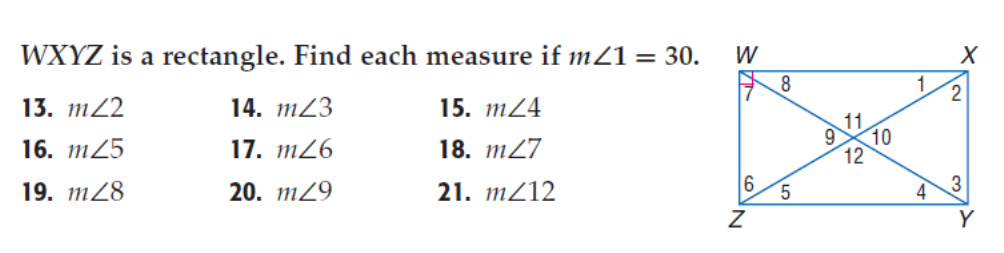 WXYZ is a rectangle. Find each measure if m∠1 = 30.
13. m∠2 14. m∠3 15. m∠4
16. m∠5 17. m∠6 18. m∠7
19. m∠8 20. m∠9 21. m∠12
W X
7 8 1 2
11
9 10
12
6 5 4 3
Z Y